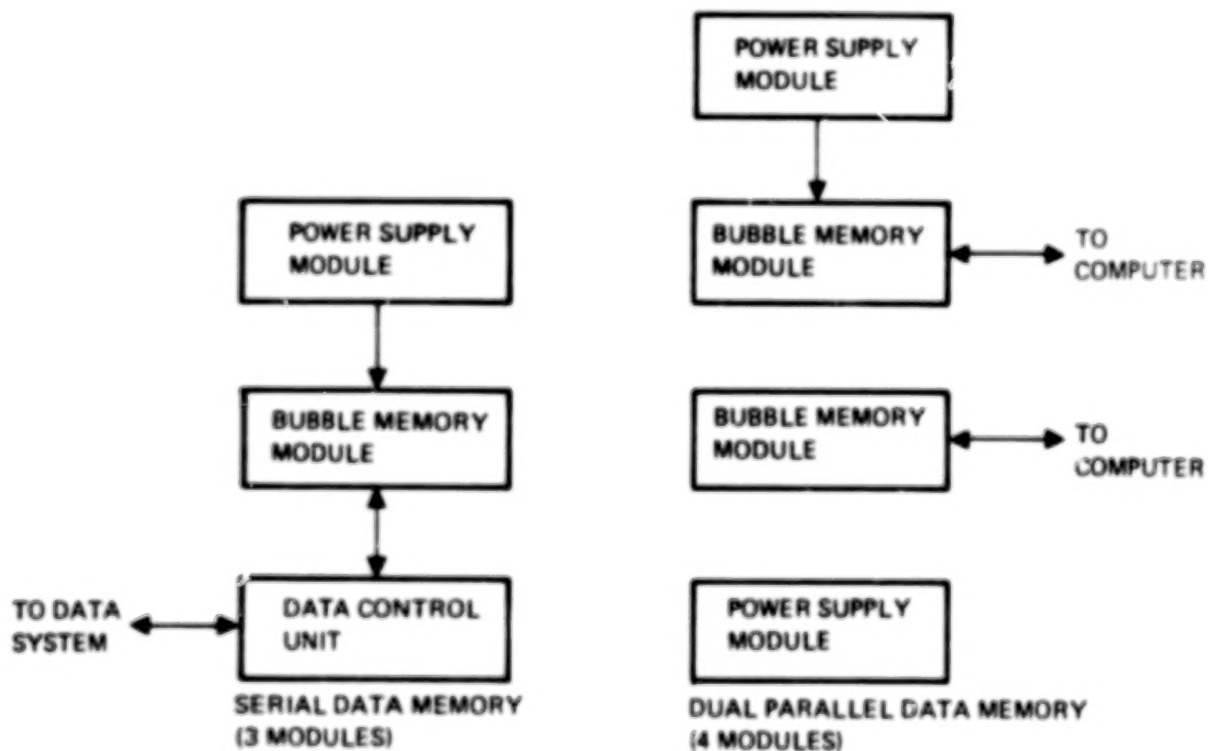 POWER SUPPLY
MODULE
BUBBLE MEMORY
MODULE
DATA CONTROL
UNIT
TO DATA
SYSTEM
SERIAL DATA MEMORY
(3 MODULES)
POWER SUPPLY
MODULE
BUBBLE MEMORY
MODULE
TO
COMPUTER
BUBBLE MEMORY
MODULE
TO
COMPUTER
POWER SUPPLY
MODULE
DUAL PARALLEL DATA MEMORY
(4 MODULES)